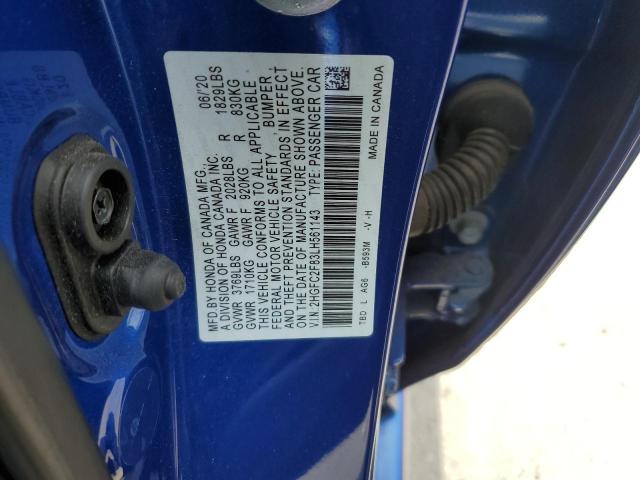 MFD.BY HONDA OF CANADA MFG., 06/20
A DIVISION OF HONDA CANADA INC.
GVWR 3769LBS GAWR F 2028LBS R 1829LBS
GVWR 1710KG GAWR F 920KG R 830KG
THIS VEHICLE CONFORMS TO ALL APPLICABLE
FEDERAL MOTOR VEHICLE SAFETY, BUMPER
AND THEFT PREVENTION STANDARDS IN EFFECT
ON THE DATE OF MANUFACTURE SHOWN ABOVE.
V.I.N. 2HGFC2F83LH561143 TYPE: PASSENGER CAR
TBD L AG6 -B593M -V -H MADE IN CANADA